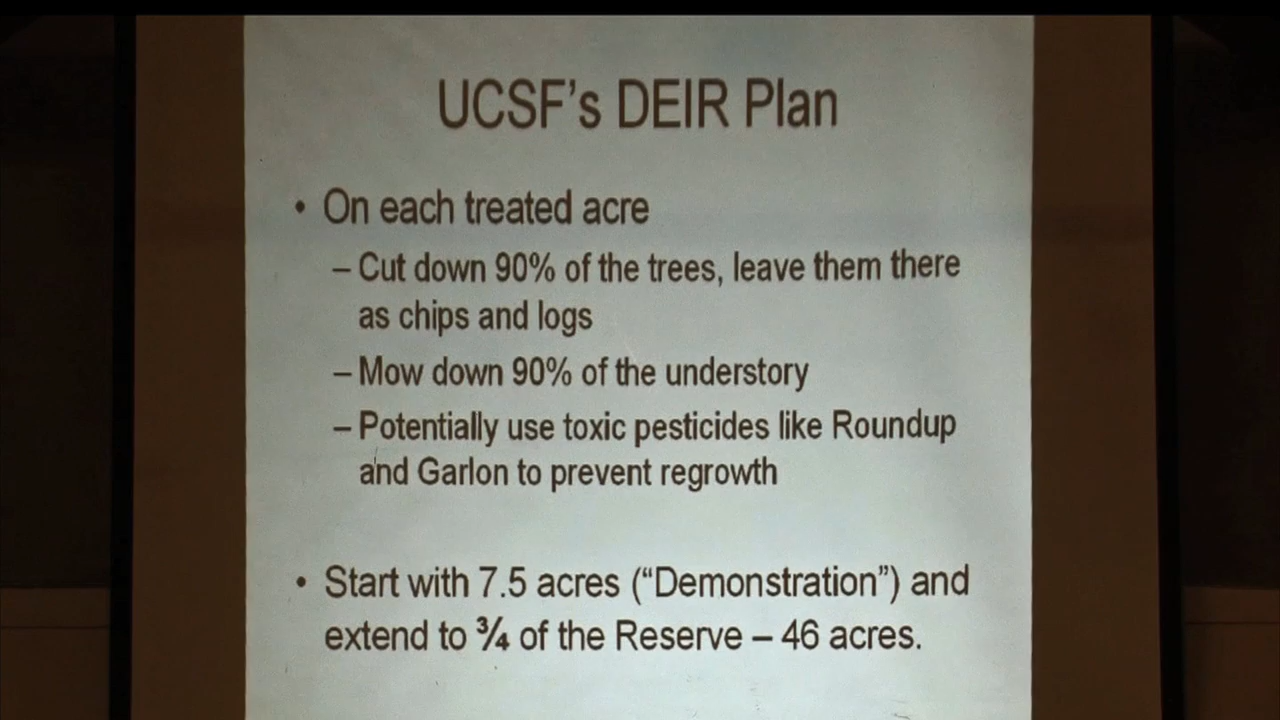 UCSF's DEIR Plan
• On each treated acre
– Cut down 90% of the trees, leave them there
as chips and logs
– Mow down 90% of the understory
– Potentially use toxic pesticides like Roundup
and Garlon to prevent regrowth
• Start with 7.5 acres (“Demonstration”) and
extend to ¾ of the Reserve – 46 acres.